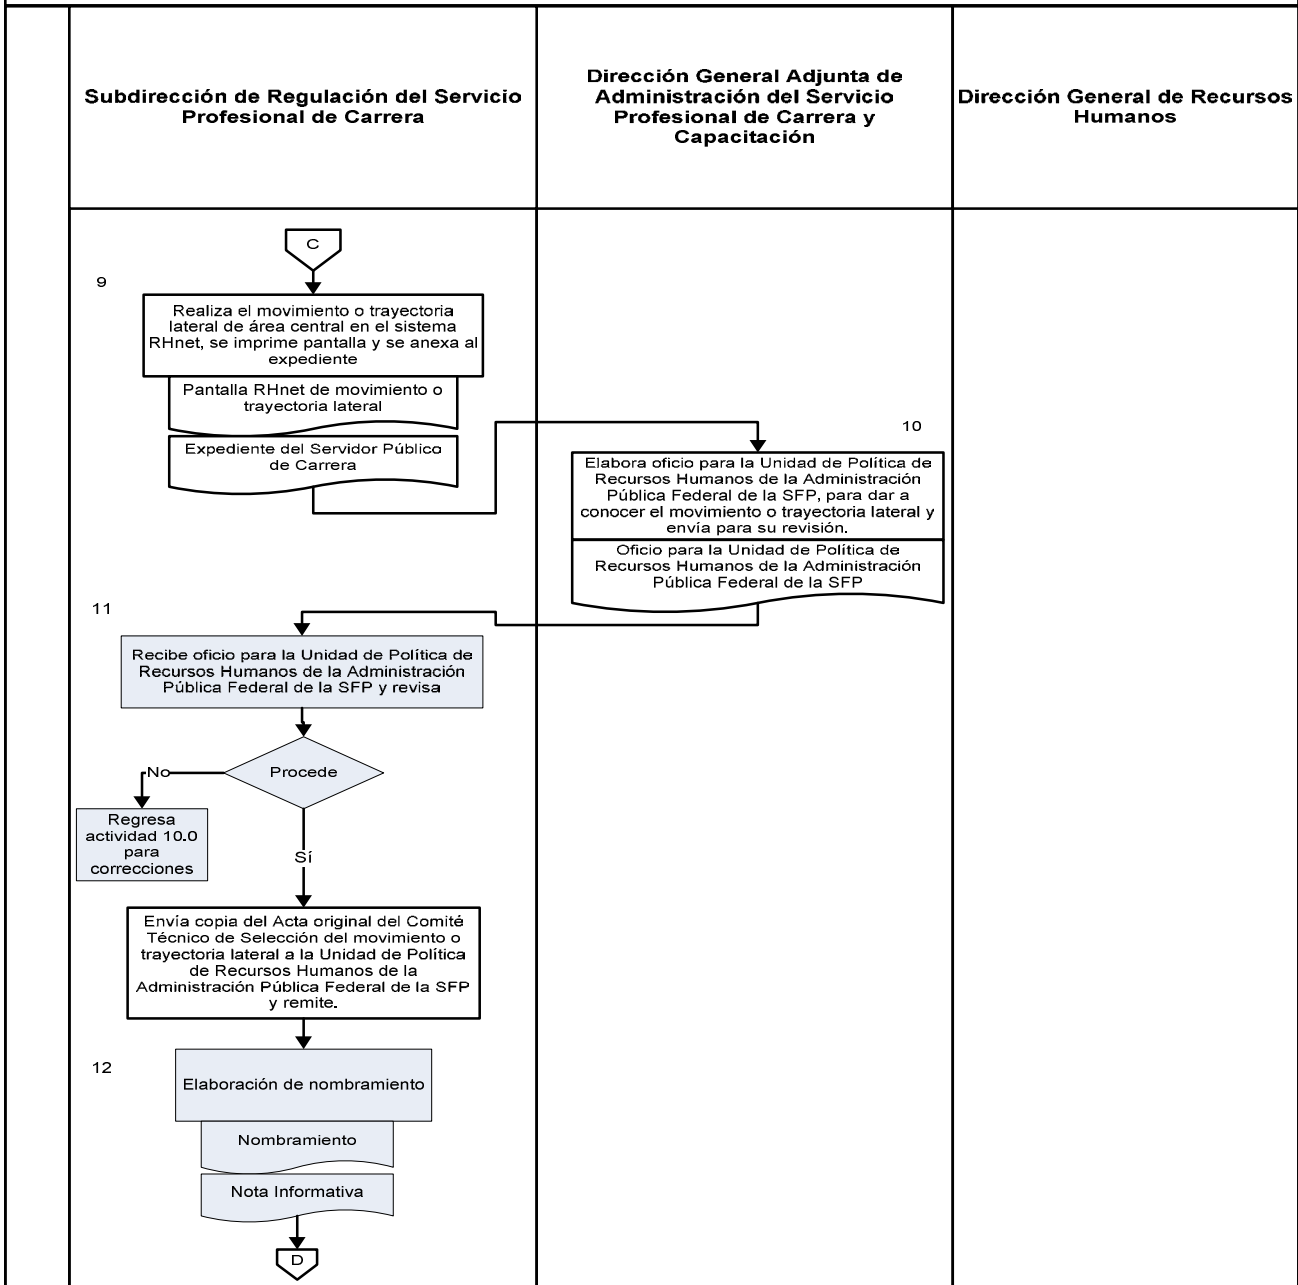 Subdirección de Regulación del Servicio
Profesional de Carrera
Dirección General Adjunta de
Administración del Servicio
Profesional de Carrera y
Capacitación
Dirección General de Recursos
Humanos
C
9
Realiza el movimiento o trayectoria
lateral de área central en el sistema
RHnet, se imprime pantalla y se anexa al
expediente
Pantalla RHnet de movimiento o
trayectoria lateral
Expediente del Servidor Público
de Carrera
10
Elabora oficio para la Unidad de Política de
Recursos Humanos de la Administración
Pública Federal de la SFP, para dar a
conocer el movimiento o trayectoria lateral y
envía para su revisión.
Oficio para la Unidad de Política de
Recursos Humanos de la Administración
Pública Federal de la SFP
11
Recibe oficio para la Unidad de Política de
Recursos Humanos de la Administración
Pública Federal de la SFP y revisa
Procede
No
Regresa
actividad 10.0
para
correcciones
Sí
Envía copia del Acta original del Comité
Técnico de Selección del movimiento o
trayectoria lateral a la Unidad de Política
de Recursos Humanos de la
Administración Pública Federal de la SFP
y remite.
12
Elaboración de nombramiento
Nombramiento
Nota Informativa
D